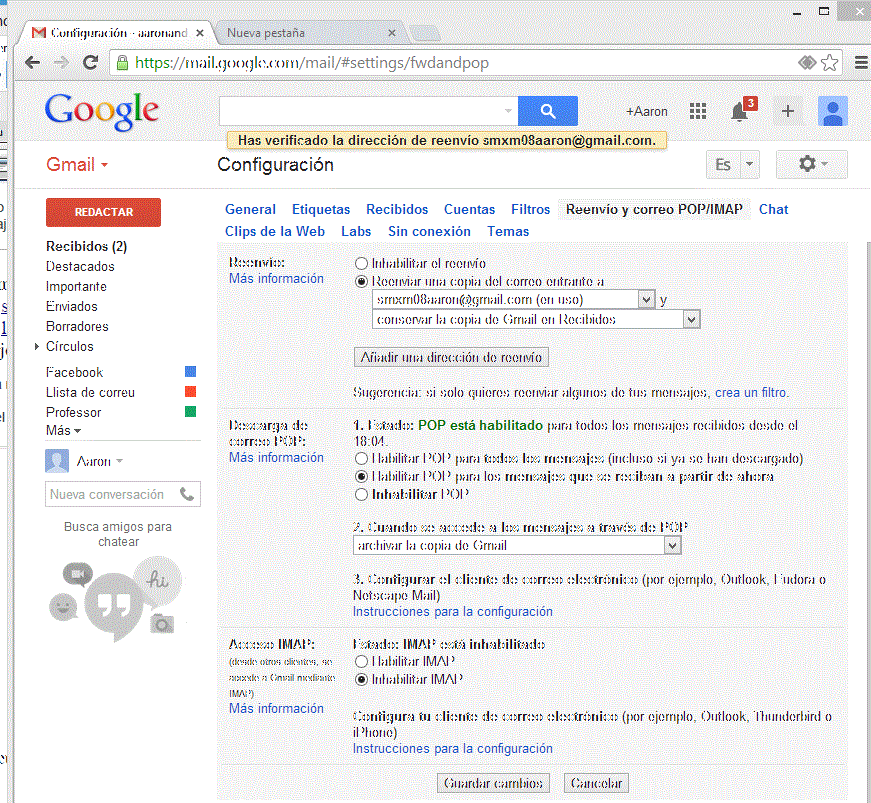 Configuración - aaronand
Nueva pestaña
https://mail.google.com/mail/#settings/fwdandpop
Google
+Aaron
3
Has verificado la dirección de reenvío smxm08aaron@gmail.com.
Gmail
Configuración
Es
REDACTAR
General Etiquetas Recibidos Cuentas Filtros Reenvío y correo POP/IMAP Chat
Clips de la Web Labs Sin conexión Temas
Recibidos (2)
Destacados
Importante
Enviados
Borradores
Círculos
Facebook
Llista de correu
Professor
Más
Aaron
Nueva conversación
Busca amigos para
chatear
hi
Reenvío:
Más información
Inhabilitar el reenvío
Reenviar una copia del correo entrante a
smxm08aaron@gmail.com (en uso) y
conservar la copia de Gmail en Recibidos
Añadir una dirección de reenvío
Sugerencia: si solo quieres reenviar algunos de tus mensajes, crea un filtro.
Descarga de
correo POP:
Más información
1. Estado: POP está habilitado para todos los mensajes recibidos desde el
18:04.
Habilitar POP para todos los mensajes (incluso si ya se han descargado)
Habilitar POP para los mensajes que se reciban a partir de ahora
Inhabilitar POP
2. Cuando se accede a los mensajes a través de POP
archivar la copia de Gmail
3. Configurar el cliente de correo electrónico (por ejemplo, Outlook, Eudora o
Netscape Mail)
Instrucciones para la configuración
Acceso IMAP:
(desde otros clientes, se
accede a Gmail mediante
IMAP)
Más información
Estado: IMAP está inhabilitado
Habilitar IMAP
Inhabilitar IMAP
Configura tu cliente de correo electrónico (por ejemplo, Outlook, Thunderbird o
iPhone)
Instrucciones para la configuración
Guardar cambios Cancelar